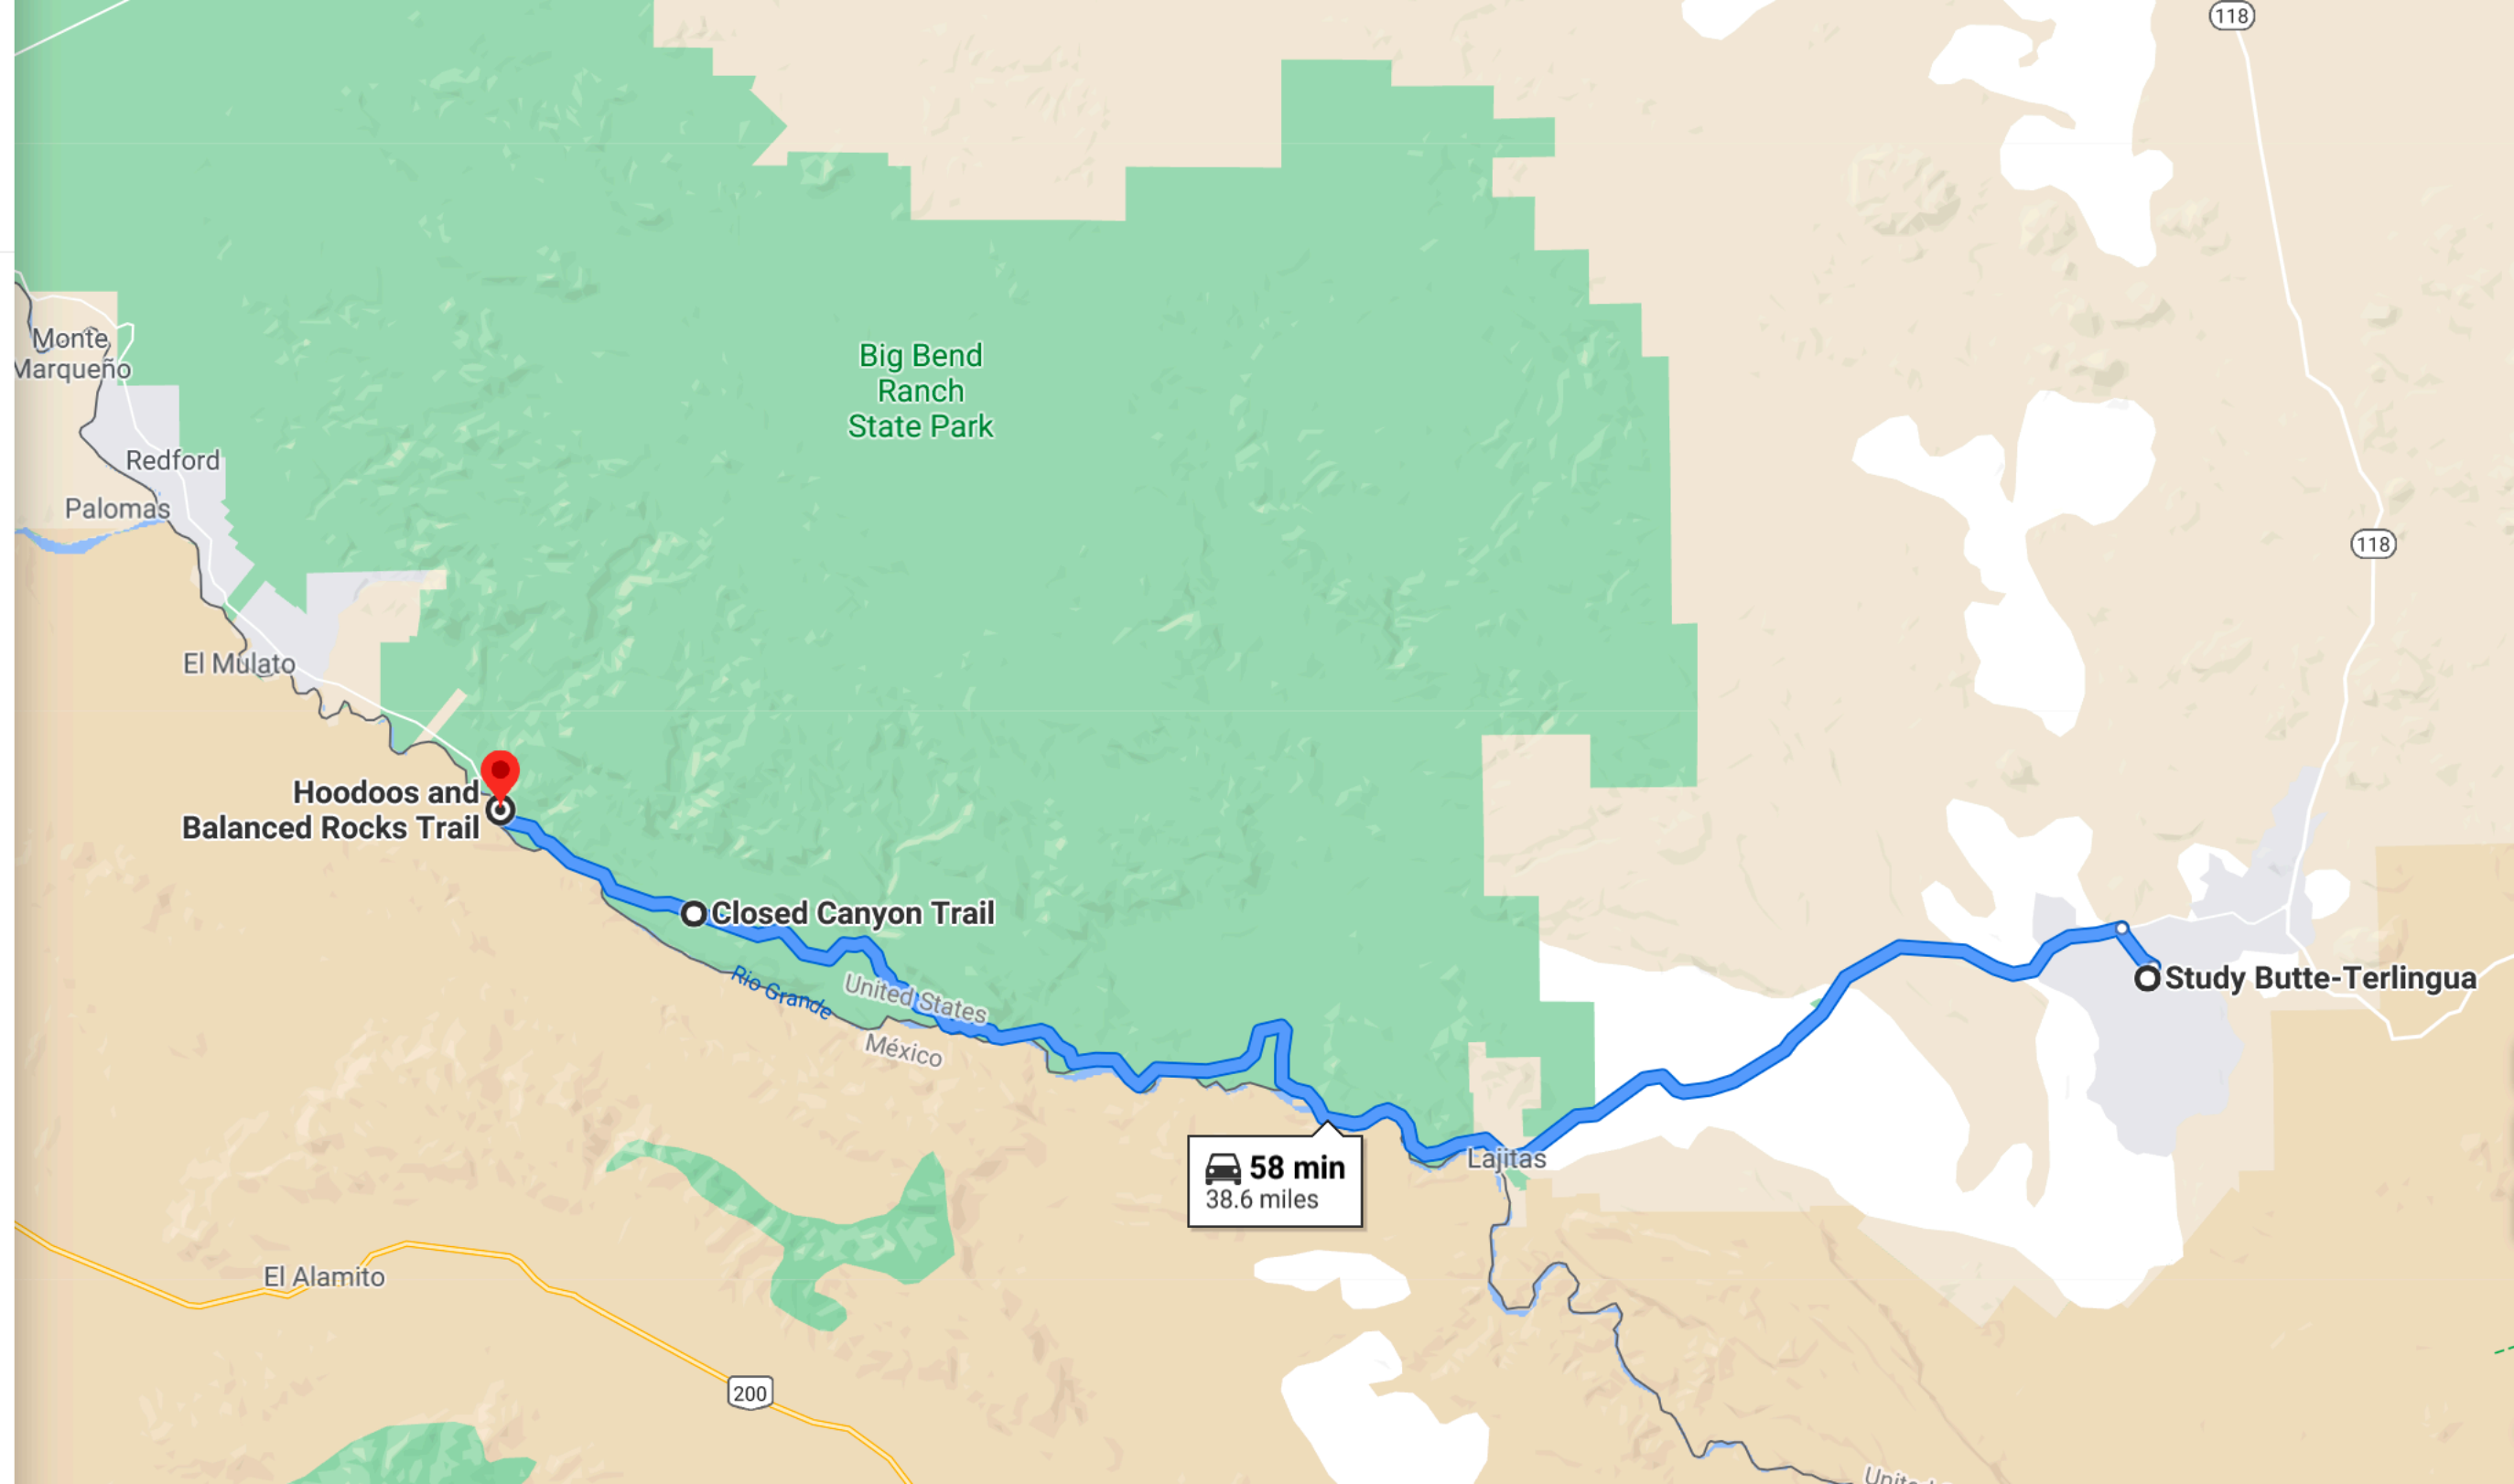 118
Big Bend
Ranch
State Park
Monte
Marqueño
Redford
Palomas
118
El Mulato
Hoodoos and
Balanced Rocks Trail
Closed Canyon Trail
Study Butte-Terlingua
Rio Grande
United States
México
Lajitas
58 min
38.6 miles
El Alamito
200